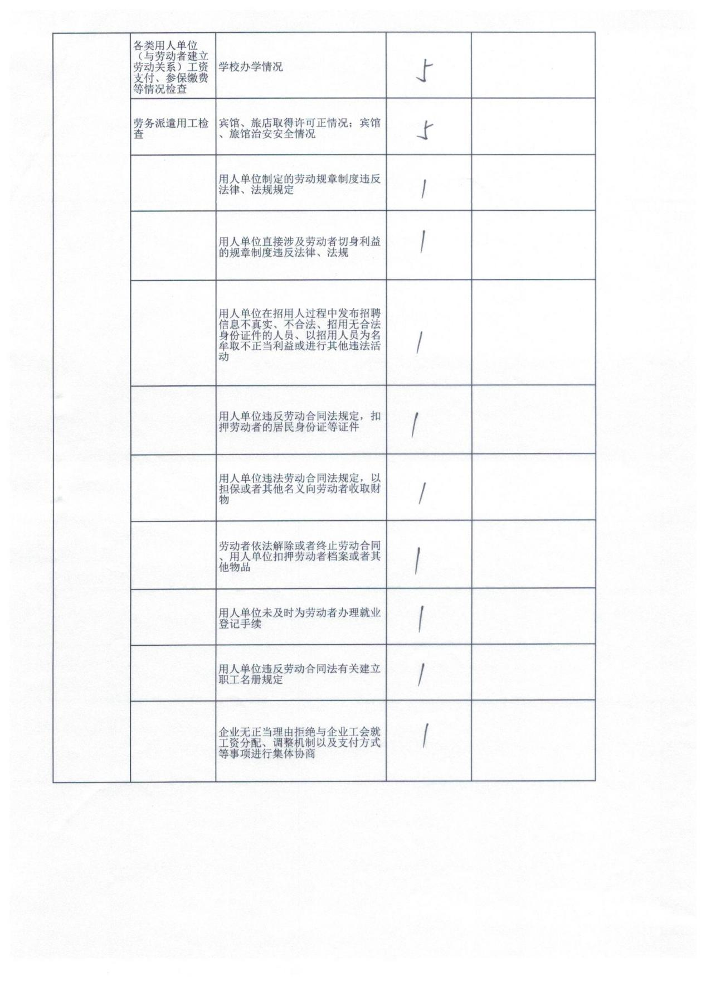 各类用人单位
（与劳动者建立
劳动关系）工资
支付、参保缴费
等情况检查
学校办学情况
5
劳务派遣用工检
查
宾馆、旅店取得许可正情况；宾馆
、旅馆治安安全情况
5
用人单位制定的劳动规章制度违反
法律、法规规定
1
用人单位直接涉及劳动者切身利益
的规章制度违反法律、法规
1
用人单位在招用人过程中发布招聘
信息不真实、不合法、招用无合法
身份证件的人员、以招用人员为名
牟取不正当利益或进行其他违法活
动
1
用人单位违反劳动合同法规定，扣
押劳动者的居民身份证等证件
1
用人单位违法劳动合同法规定，以
担保或者其他名义向劳动者收取财
物
1
劳动者依法解除或者终止劳动合同
、用人单位扣押劳动者档案或者其
他物品
1
用人单位未及时为劳动者办理就业
登记手续
1
用人单位违反劳动合同法有关建立
职工名册规定
1
企业无正当理由拒绝与企业工会就
工资分配、调整机制以及支付方式
等事项进行集体协商
1